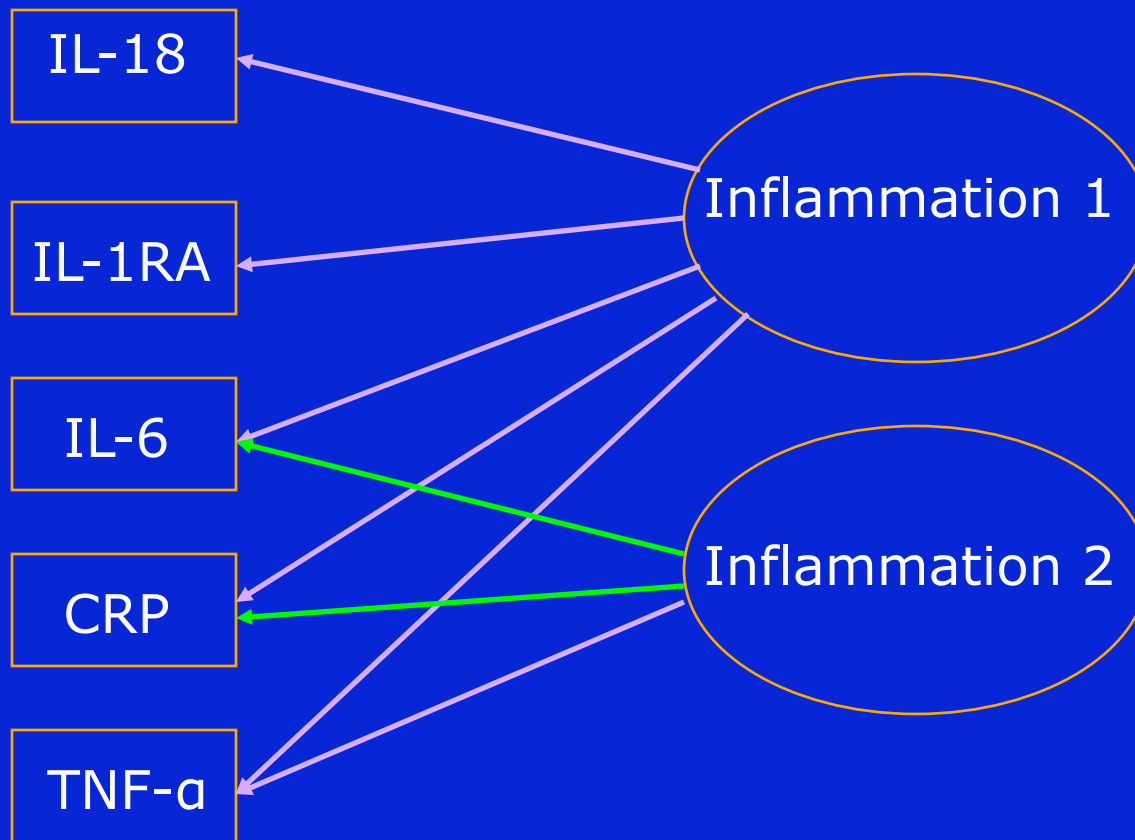 IL-18
Inflammation 1
IL-1RA
IL-6
Inflammation 2
CRP
TNF-α